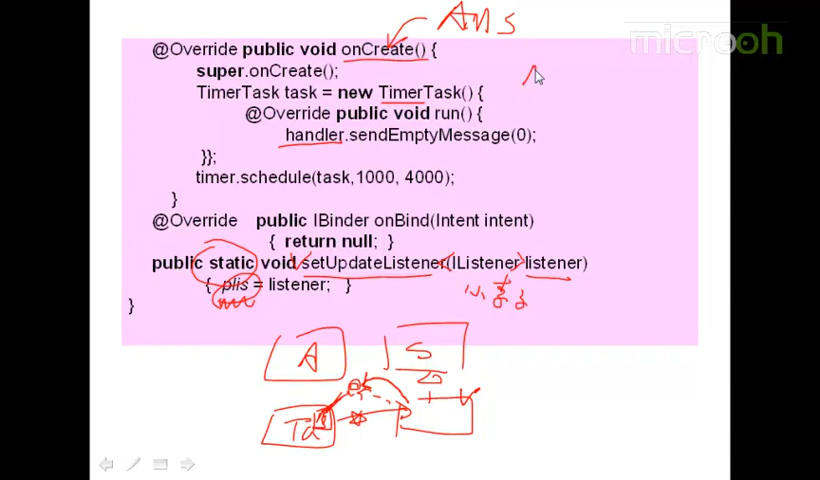 Ans
microoh
@Override public void onCreate() {
super.onCreate();
TimerTask task = new TimerTask() {
@Override public void run() {
handler.sendEmptyMessage(0);
}};
timer.schedule(task,1000, 4000);
}
@Override public IBinder onBind(Intent intent)
{ return null; }
public static void setUpdateListener(IListener listener)
{ plis = listener; }
}
A S
Ta